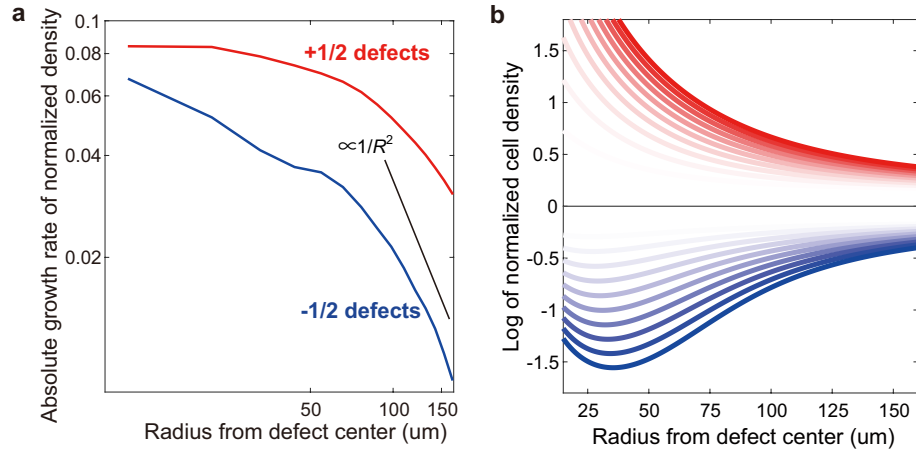 a
Absolute growth rate of normalized density
0.1
0.08
0.06
0.04
0.02
+1/2 defects
∝1/R²
-1/2 defects
50
100
150
Radius from defect center (um)
b
Log of normalized cell density
1.5
1
0.5
0
-0.5
-1
-1.5
25
50
75
100
125
150
Radius from defect center (um)